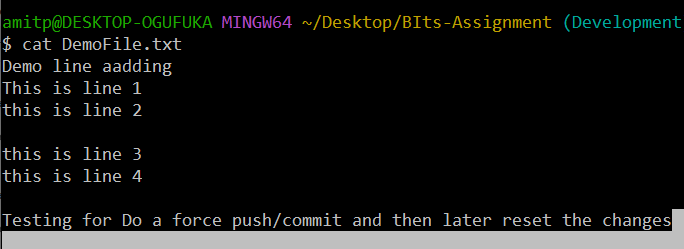 amitp@DESKTOP-OGUFUKA MINGW64 ~/Desktop/BIts-Assignment (Development
$ cat DemoFile.txt
Demo line aadding
This is line 1
this is line 2

this is line 3
this is line 4

Testing for Do a force push/commit and then later reset the changes